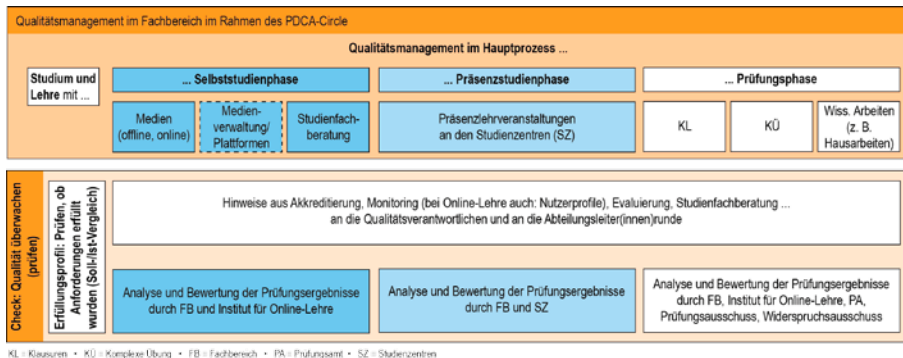 Qualitätsmanagement im Fachbereich im Rahmen des PDCA-Circle
Qualitätsmanagement im Hauptprozess ...
Studium und
Lehre mit ...
... Selbststudienphase
... Präsenzstudienphase
... Prüfungsphase
Medien
(offline, online)
Medien-
verwaltung/
Plattformen
Studienfach-
beratung
Präsenzlehrveranstaltungen
an den Studienzentren (SZ)
KL
KÜ
Wiss. Arbeiten
(z. B.
Hausarbeiten)
Check: Qualität überwachen
(prüfen)
Erfüllungsprofil: Prüfen, ob
Anforderungen erfüllt
wurden (Soll-/Ist-Vergleich)
Hinweise aus Akkreditierung, Monitoring (bei Online-Lehre auch: Nutzerprofile), Evaluierung, Studienfachberatung ...
an die Qualitätsverantwortlichen und an die Abteilungsleiter(innen)runde
Analyse und Bewertung der Prüfungsergebnisse
durch FB und Institut für Online-Lehre
Analyse und Bewertung der Prüfungsergebnisse
durch FB und SZ
Analyse und Bewertung der Prüfungsergebnisse
durch FB, Institut für Online-Lehre, PA,
Prüfungsausschuss, Widerspruchsausschuss
KL = Klausuren • KÜ = Komplexe Übung • FB = Fachbereich • PA = Prüfungsamt • SZ = Studienzentren